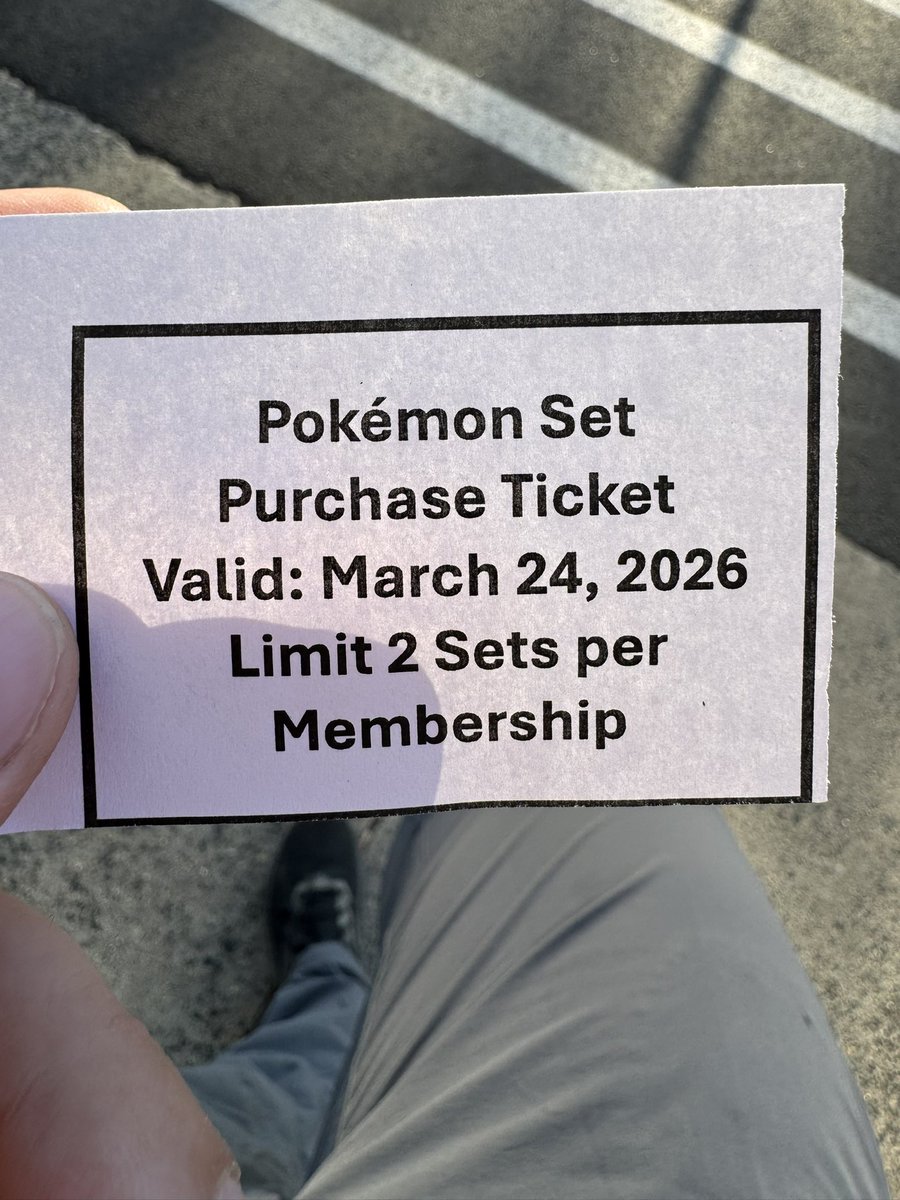 Pokémon Set
Purchase Ticket
Valid: March 24, 2026
Limit 2 Sets per
Membership